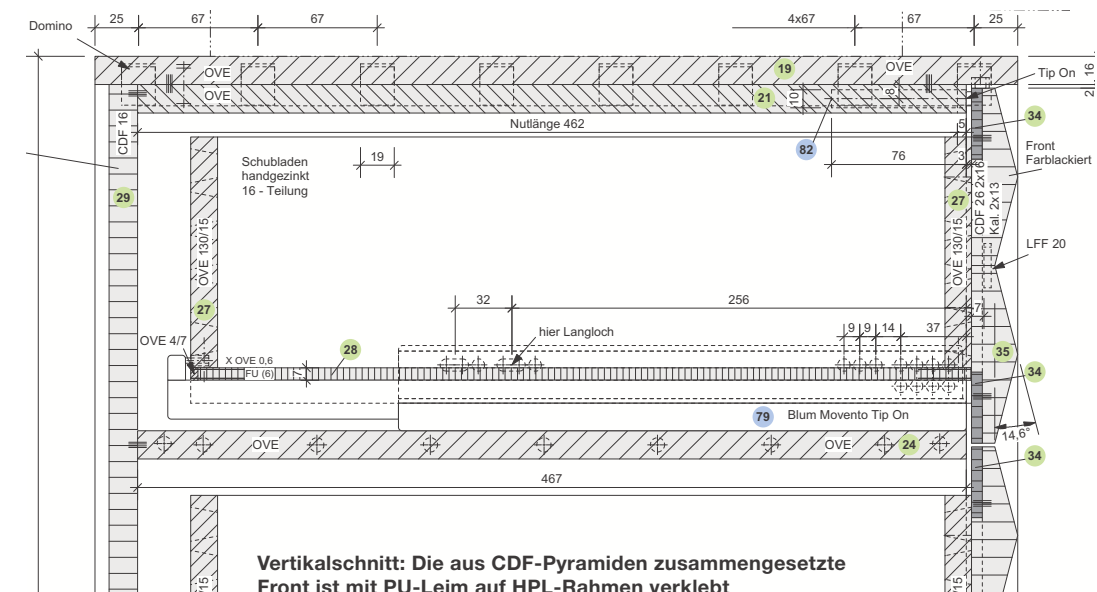 25
67
67
4x67
67
25
Domino
OVE
19
OVE
16
2
Tip On
OVE
21
10
8
34
CDF 16
Nutlänge 462
5
82
Schubladen
handgezinkt
16 - Teilung
19
76
3
Front
Farblackiert
29
27
CDF 26 2x16
Kal. 2x13
OVE 130/15
OVE 130/15
LFF 20
32
256
7
27
hier Langloch
9
9
14
37
OVE 4/7
X OVE 0,6
28
FU (6)
7
35
34
79
Blum Movento Tip On
OVE
OVE
24
14,6°
34
467
Vertikalschnitt: Die aus CDF-Pyramiden zusammengesetzte
Front ist mit PU-Leim auf HPL-Rahmen verklebt